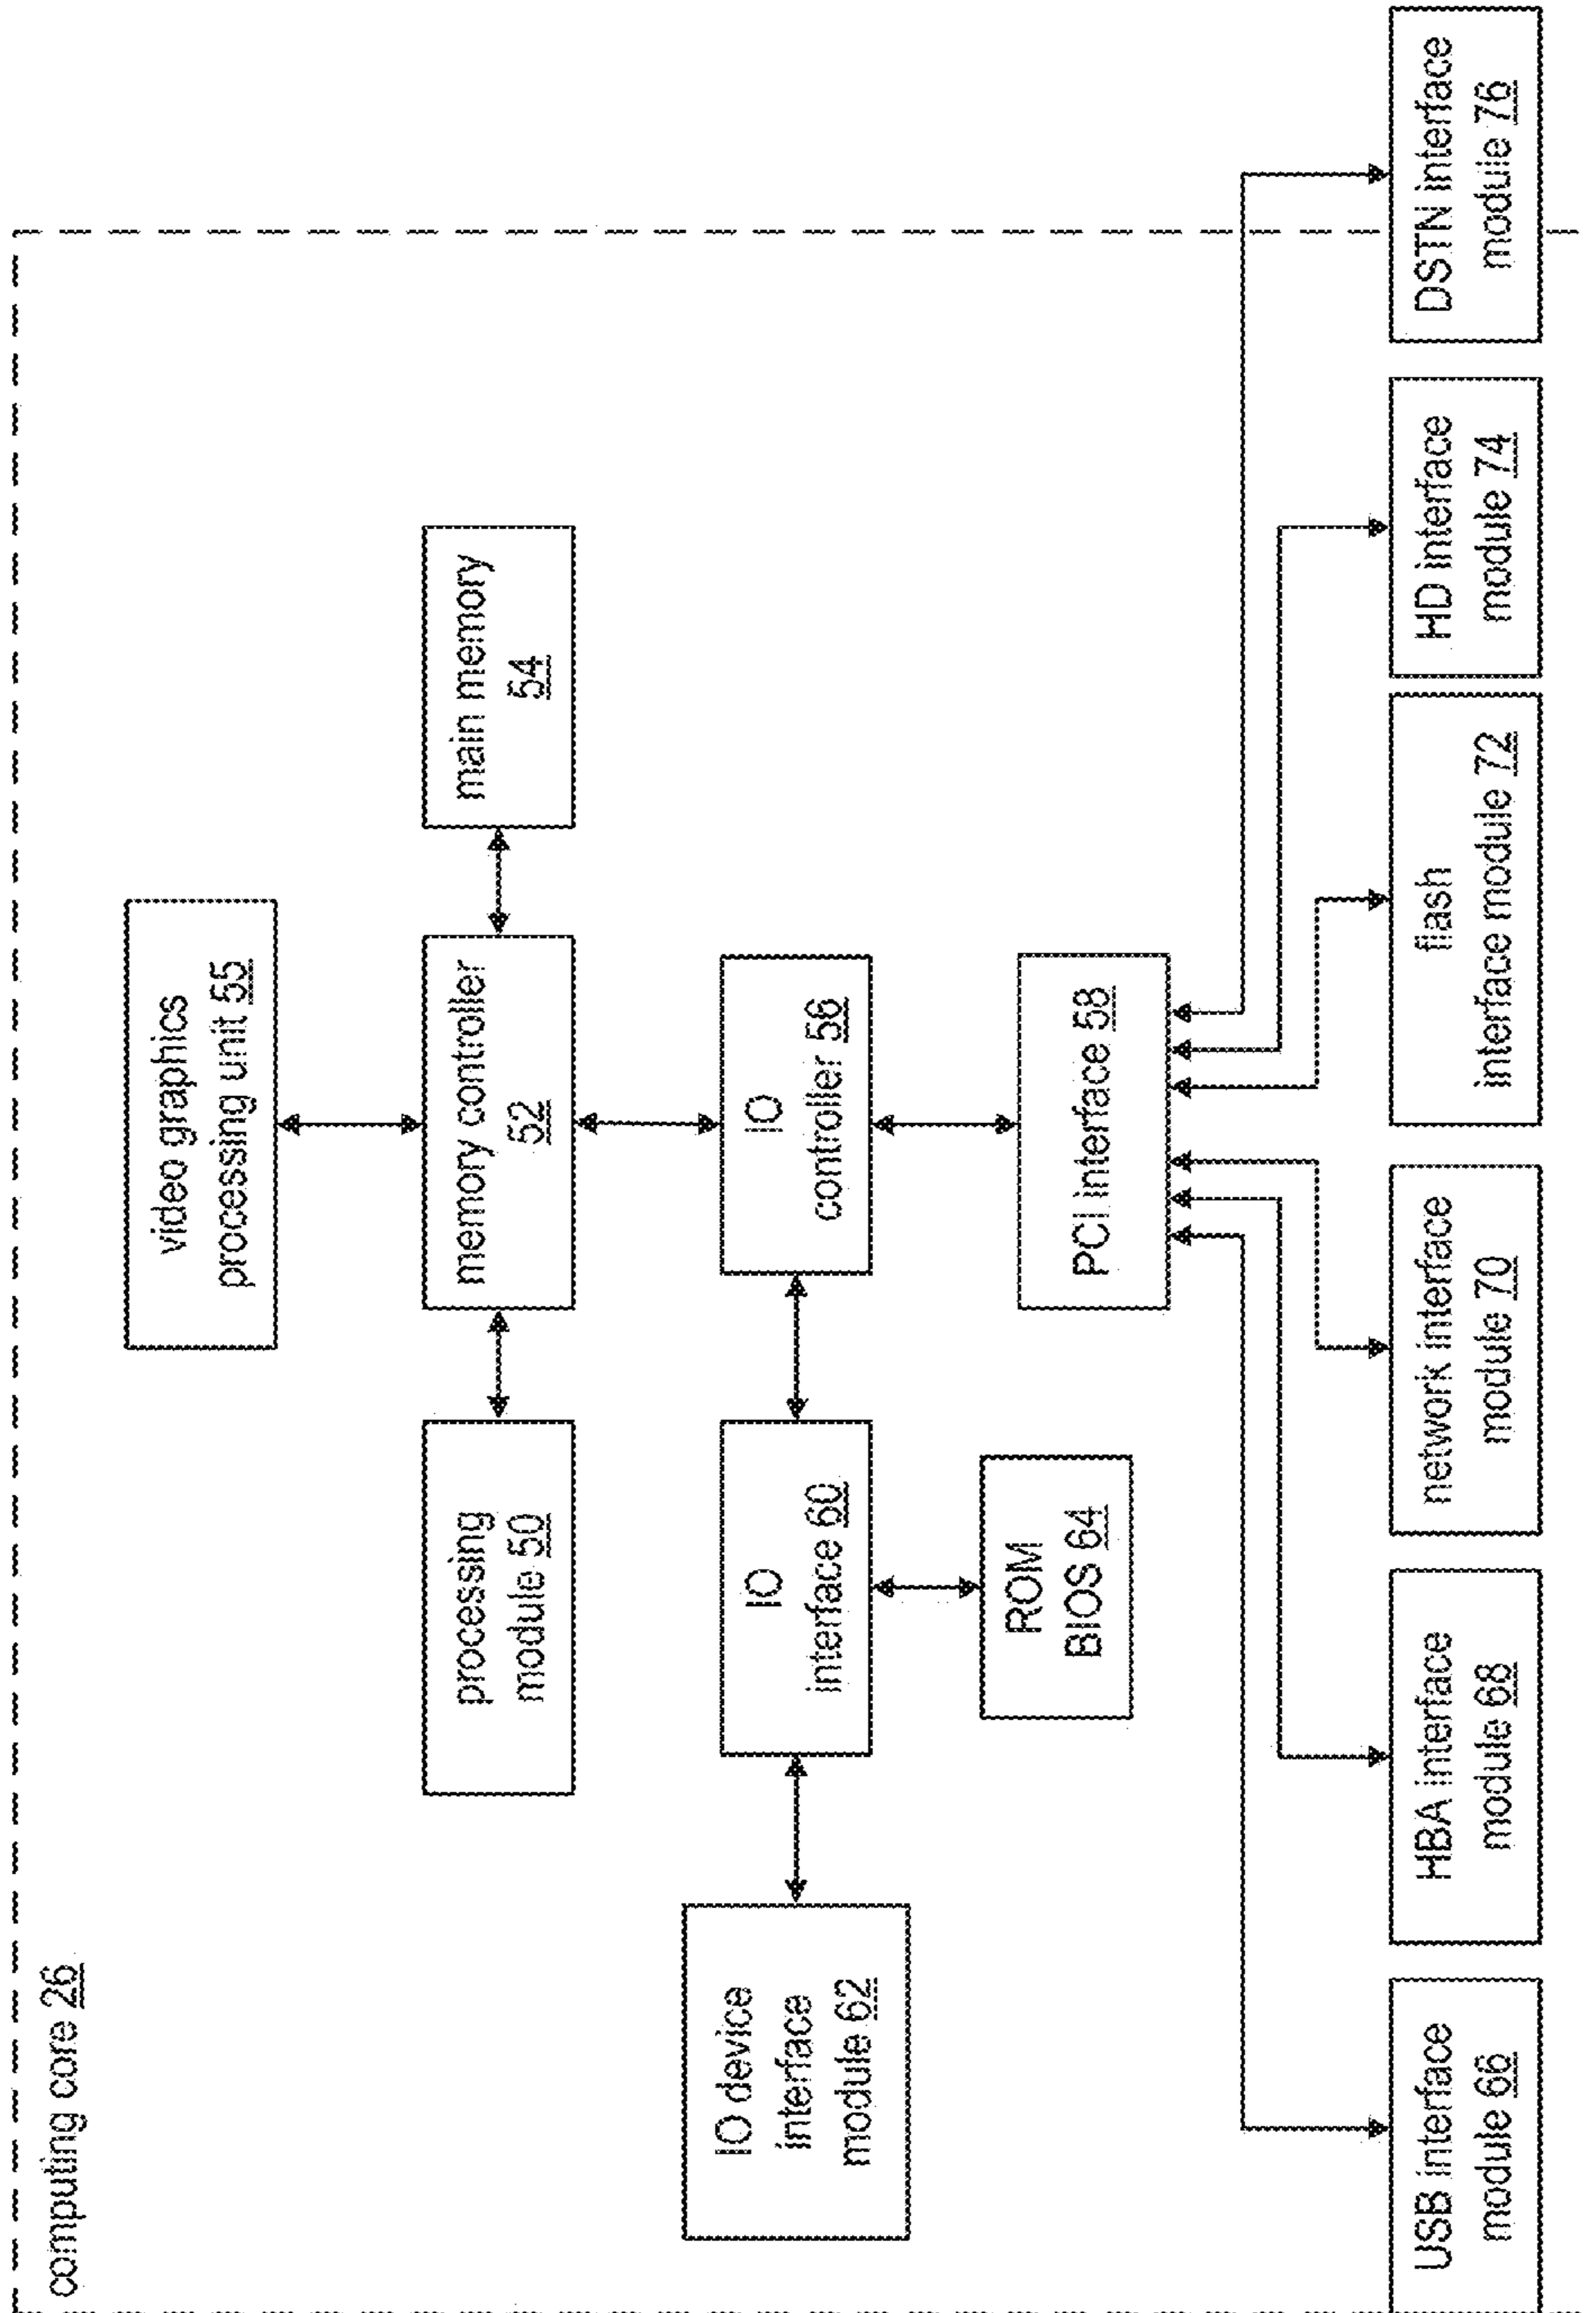 computing core 26
video graphics
processing unit 55
processing
module 50
memory controller
52
main memory
54
IO device
interface
module 62
IO
interface 60
IO
controller 56
ROM
BIOS 64
PCI interface 58
USB interface
module 66
HBA interface
module 68
network interface
module 70
flash
interface module 72
HD interface
module 74
DSTN interface
module 76